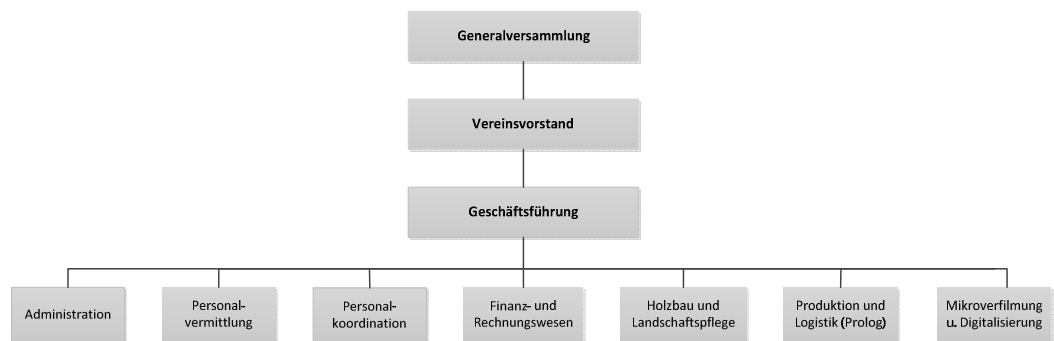 Generalversammlung
Vereinsvorstand
Geschäftsführung
Administration
Personal-
vermittlung
Personal-
koordination
Finanz- und
Rechnungswesen
Holzbau und
Landschaftspflege
Produktion und
Logistik (Prolog)
Mikroverfilmung
u. Digitalisierung